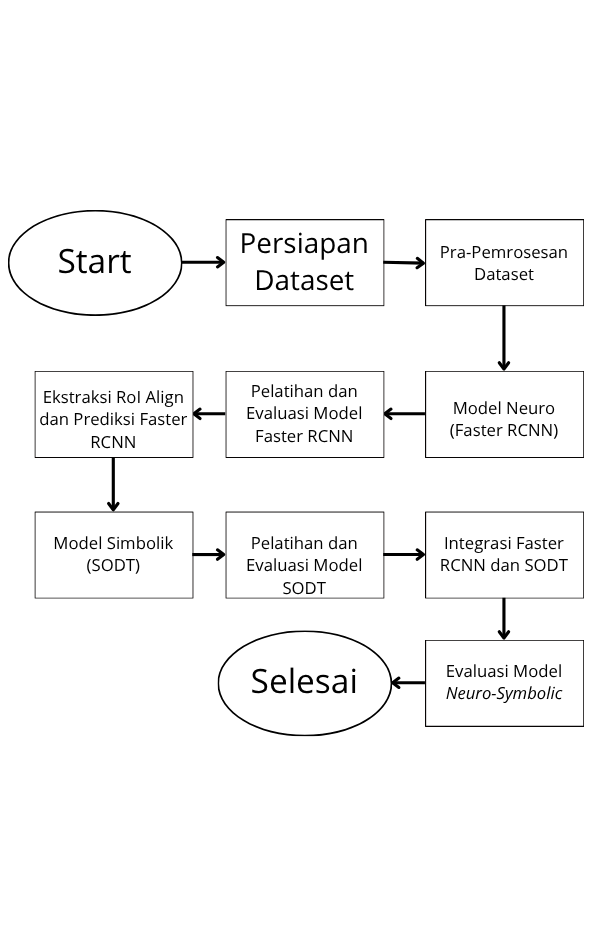 Start
Persiapan
Dataset
Pra-Pemrosesan
Dataset
Model Neuro
(Faster RCNN)
Pelatihan dan
Evaluasi Model
Faster RCNN
Ekstraksi RoI Align
dan Prediksi Faster
RCNN
Model Simbolik
(SODT)
Pelatihan dan
Evaluasi Model
SODT
Integrasi Faster
RCNN dan SODT
Evaluasi Model
Neuro-Symbolic
Selesai